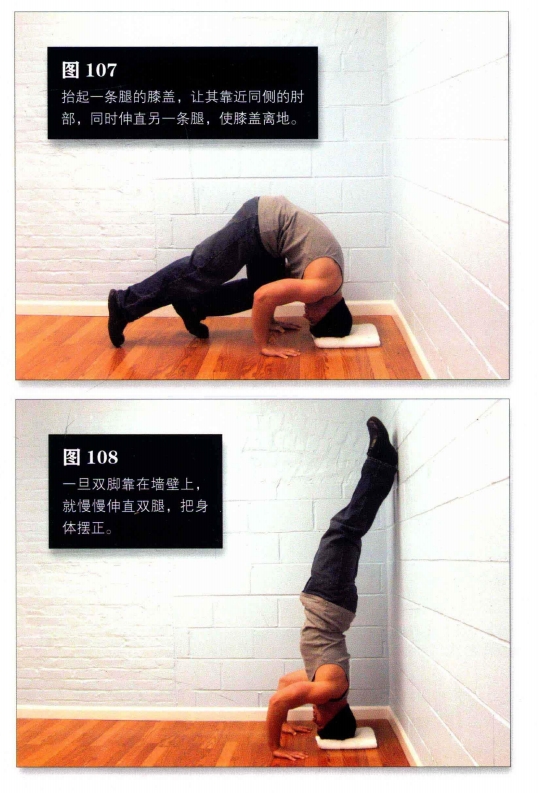 图 107
抬起一条腿的膝盖，让其靠近同侧的肘
部，同时伸直另一条腿，使膝盖离地。
图 108
一旦双脚靠在墙壁上，
就慢慢伸直双腿，把身
体摆正。